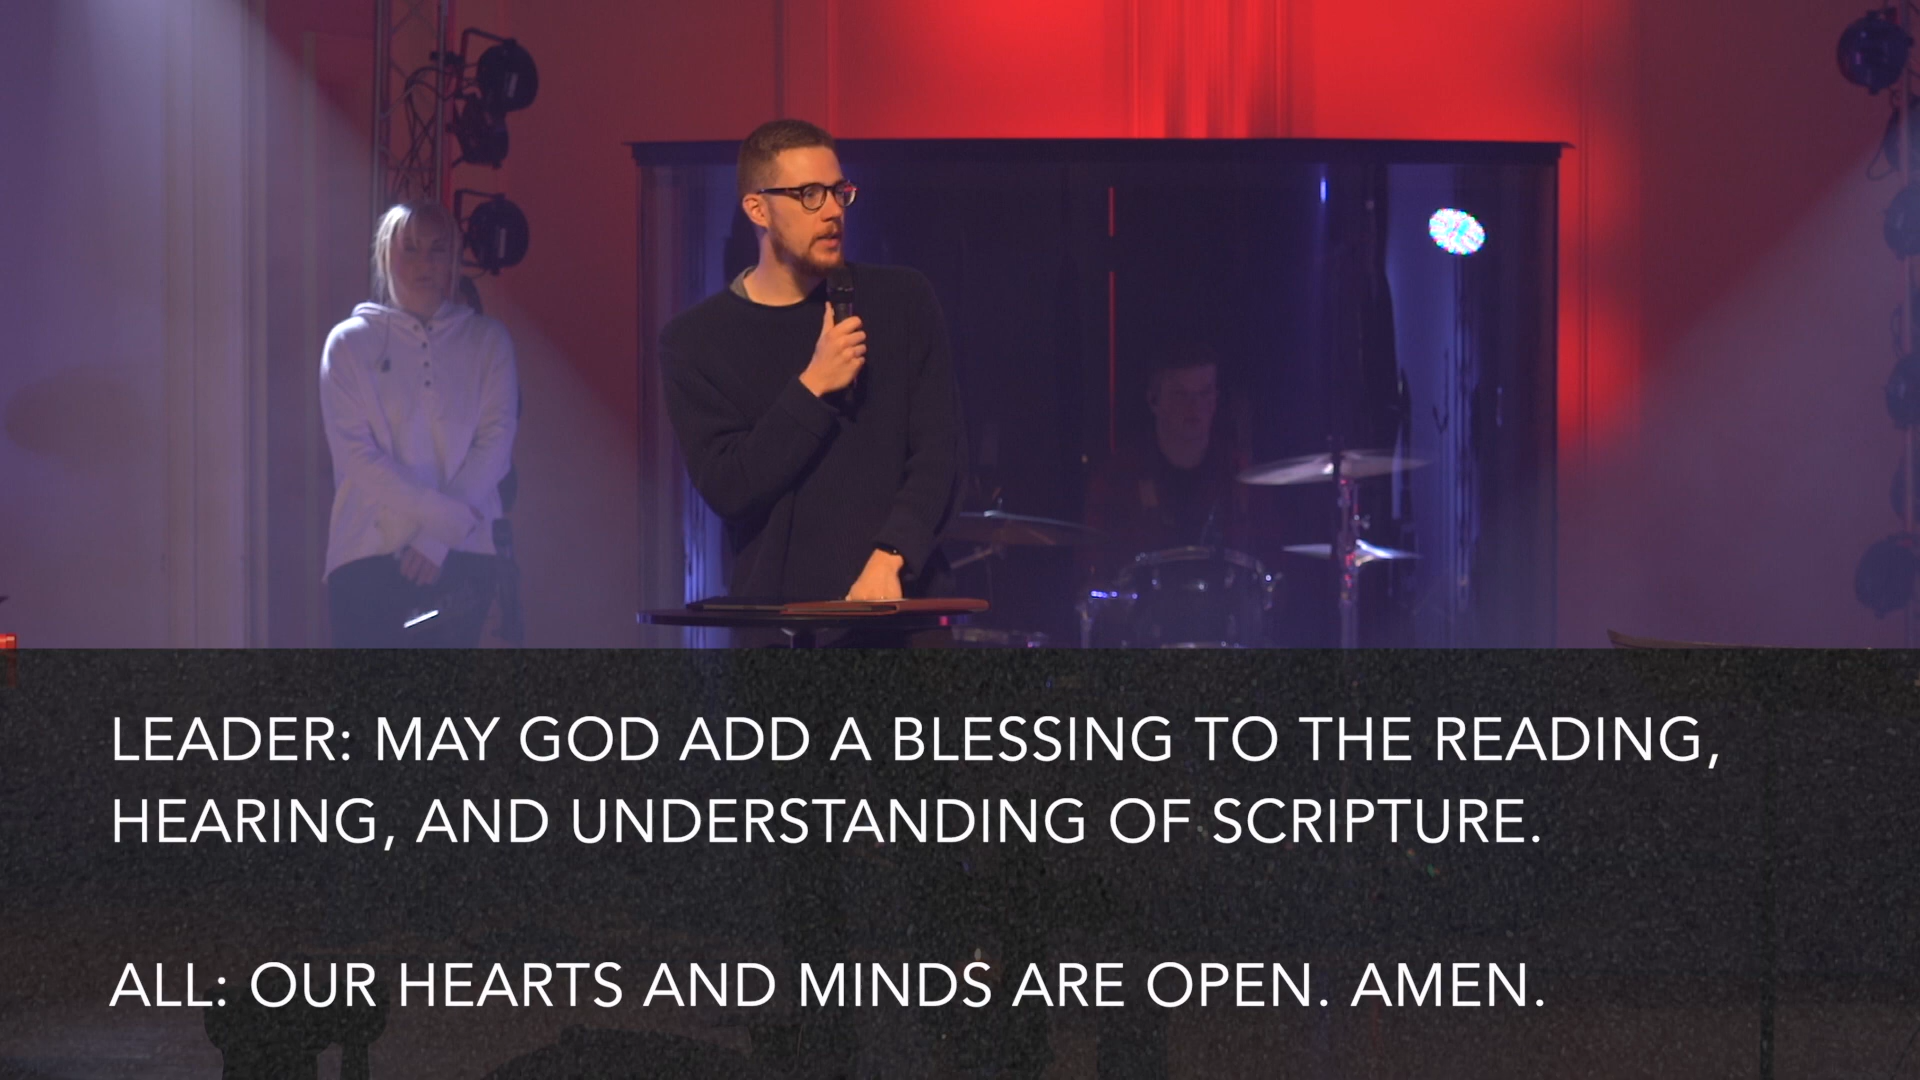 LEADER: MAY GOD ADD A BLESSING TO THE READING,
HEARING, AND UNDERSTANDING OF SCRIPTURE.
ALL: OUR HEARTS AND MINDS ARE OPEN. AMEN.